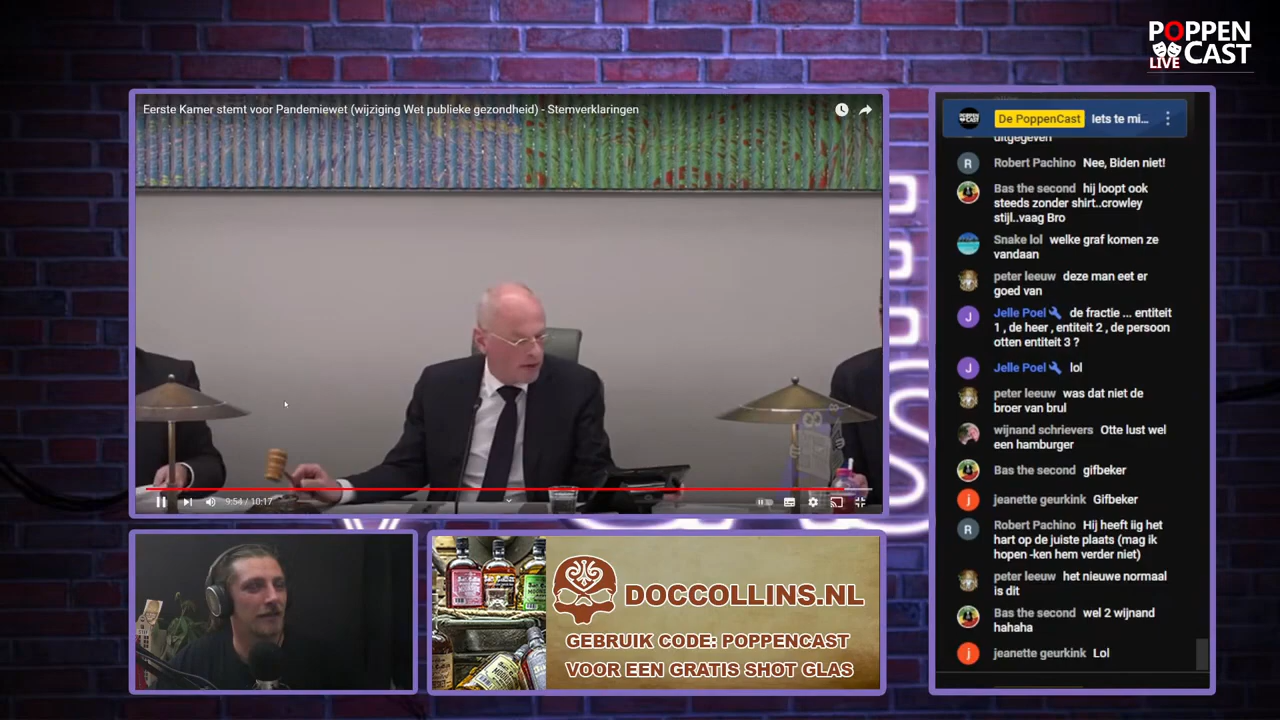 POPPEN
CAST
LIVE
Eerste Kamer stemt voor Pandemiewet (wijziging Wet publieke gezondheid) - Stemverklaringen
9:54 / 10:17
DOCCOLLINS.NL
GEBRUIK CODE: POPPENCAST
VOOR EEN GRATIS SHOT GLAS
De PoppenCast Iets te mi...
uitgegeven
R Robert Pachino Nee, Biden niet!
Bas the second hij loopt ook
steeds zonder shirt..crowley
stijl..vaag Bro
Snake lol welke graf komen ze
vandaan
peter leeuw deze man eet er
goed van
J Jelle Poel de fractie ... entiteit
1 , de heer , entiteit 2 , de persoon
otten entiteit 3 ?
J Jelle Poel lol
peter leeuw was dat niet de
broer van brul
wijnand schrievers Otte lust wel
een hamburger
Bas the second gifbeker
j jeanette geurkink Gifbeker
R Robert Pachino Hij heeft iig het
hart op de juiste plaats (mag ik
hopen -ken hem verder niet)
peter leeuw het nieuwe normaal
is dit
Bas the second wel 2 wijnand
hahaha
j jeanette geurkink Lol